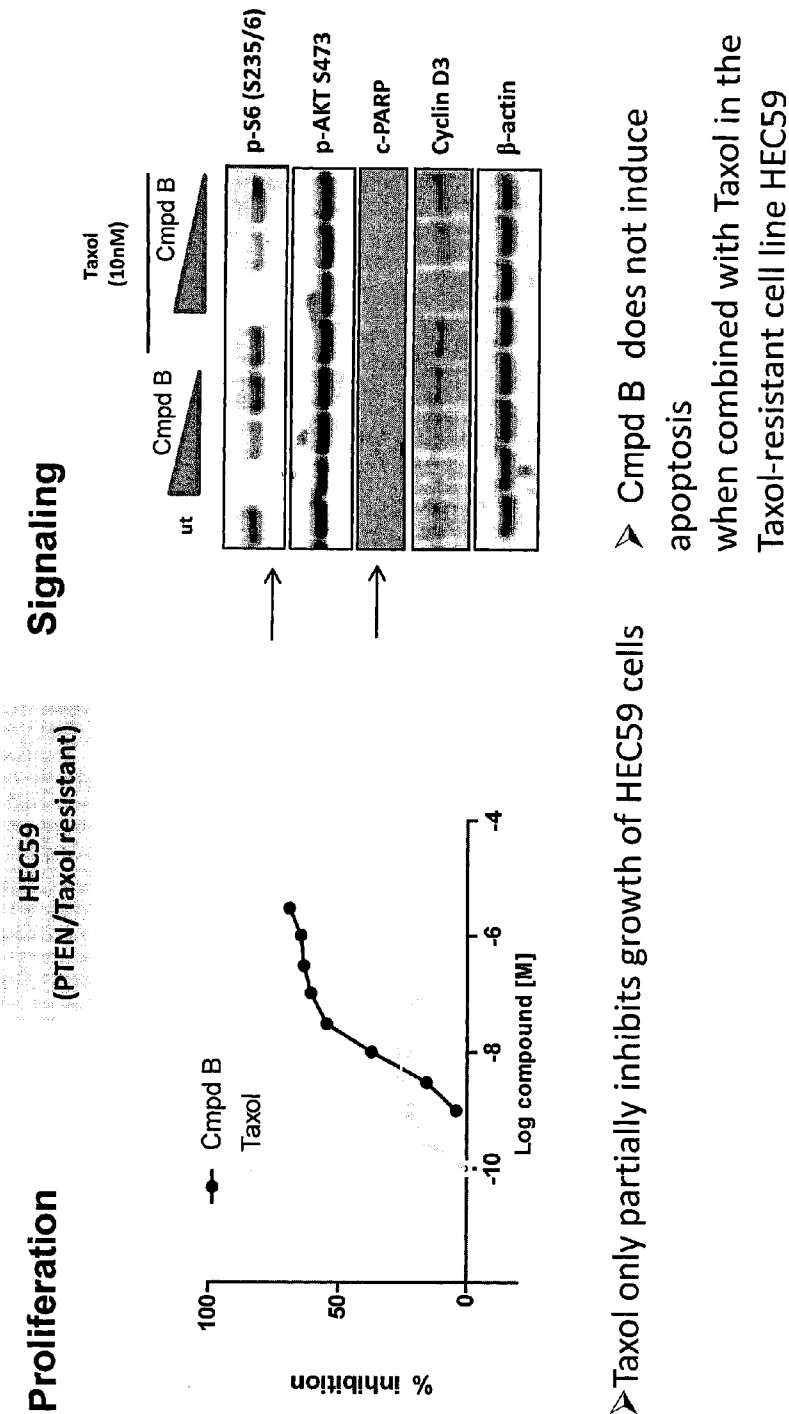 Proliferation
HEC59
(PTEN/Taxol resistant)
Signaling
100
50
0
% inhibition
Cmpd B
Taxol
-10
-8
-6
-4
Log compound [M]
Taxol
(10nM)
ut
Cmpd B
Cmpd B
p-S6 (S235/6)
p-AKT S473
c-PARP
Cyclin D3
β-actin
➤Taxol only partially inhibits growth of HEC59 cells
➤ Cmpd B does not induce
apoptosis
when combined with Taxol in the
Taxol-resistant cell line HEC59